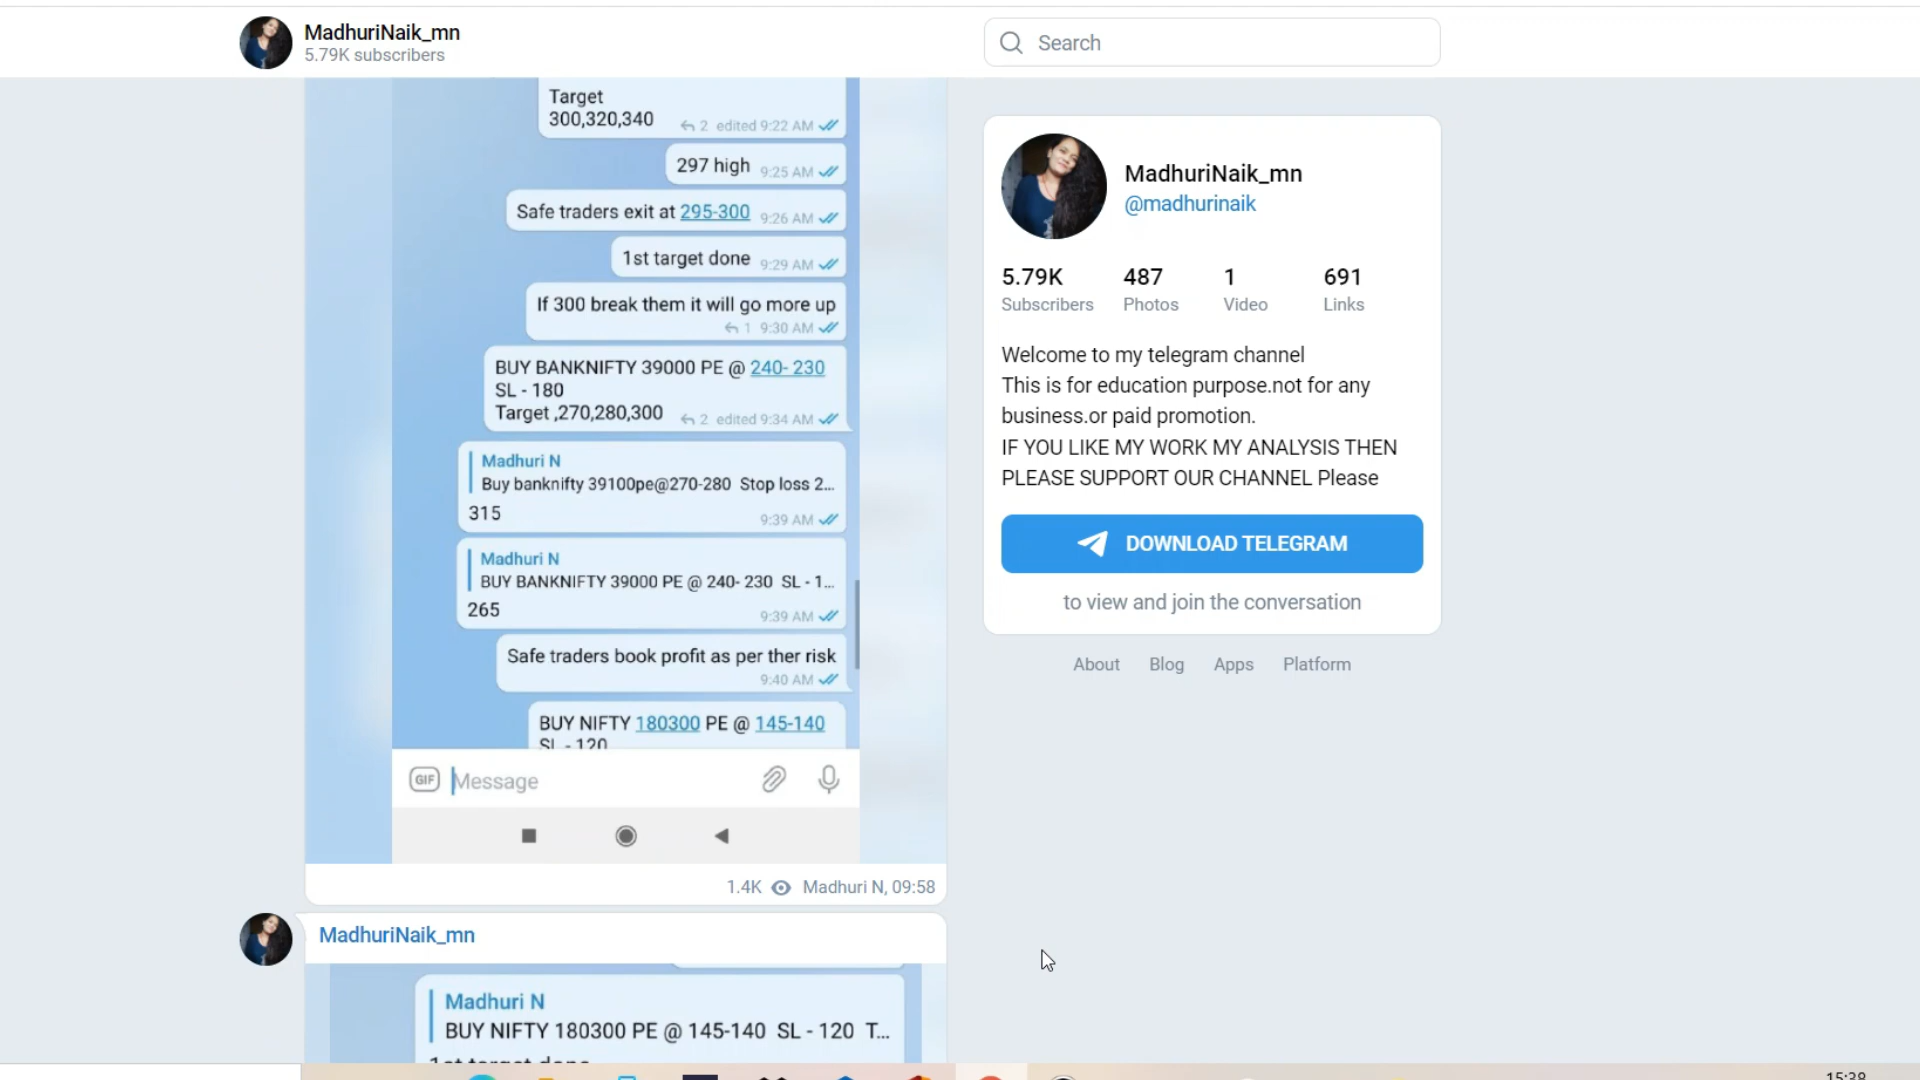 MadhuriNaik_mn
5.79K subscribers
Search
Target
300,320,340
2 edited 9:22 AM
297 high
9:25 AM
Safe traders exit at 295-300
9:26 AM
1st target done
9:29 AM
If 300 break them it will go more up
1 9:30 AM
BUY BANKNIFTY 39000 PE @ 240- 230
SL - 180
Target ,270,280,300
2 edited 9:34 AM
Madhuri N
Buy banknifty 39100pe@270-280 Stop loss 2...
315
9:39 AM
Madhuri N
BUY BANKNIFTY 39000 PE @ 240- 230 SL - 1...
265
9:39 AM
Safe traders book profit as per ther risk
9:40 AM
BUY NIFTY 180300 PE @ 145-140
SL - 120
GIF Message
1.4K Madhuri N, 09:58
MadhuriNaik_mn
Madhuri N
BUY NIFTY 180300 PE @ 145-140 SL - 120 T...
1st target done
MadhuriNaik_mn
@madhurinaik
5.79K 487 1 691
Subscribers Photos Video Links
Welcome to my telegram channel
This is for education purpose.not for any
business.or paid promotion.
IF YOU LIKE MY WORK MY ANALYSIS THEN
PLEASE SUPPORT OUR CHANNEL Please
DOWNLOAD TELEGRAM
to view and join the conversation
About Blog Apps Platform
15:38